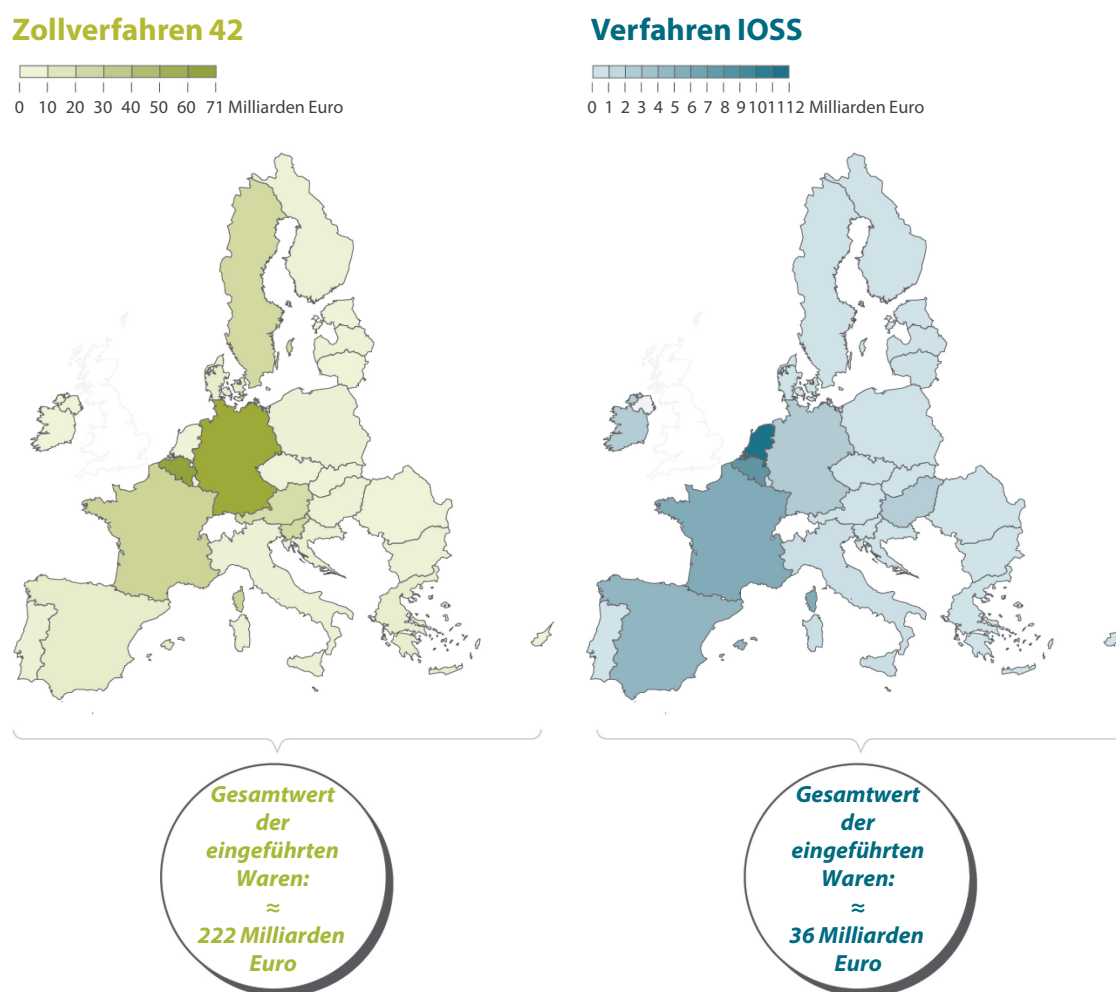 Zollverfahren 42
0 10 20 30 40 50 60 71 Milliarden Euro
Verfahren IOSS
0 1 2 3 4 5 6 7 8 9 10 11 12 Milliarden Euro
Gesamtwert
der
eingeführten
Waren:
≈
222 Milliarden
Euro
Gesamtwert
der
eingeführten
Waren:
≈
36 Milliarden
Euro